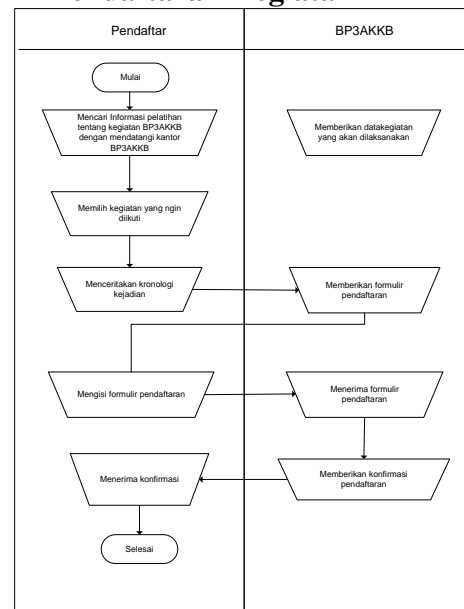 Pendaftar
BP3AKKB
Mulai
Mencari Informasi pelatihan
tentang kegiatan BP3AKKB
dengan mendatangi kantor
BP3AKKB
Memberikan datakegiatan
yang akan dilaksanakan
Memilih kegiatan yang ngin
diikuti
Menceritakan kronologi
kejadian
Memberikan formulir
pendaftaran
Mengisi formulir pendaftaran
Menerima formulir
pendaftaran
Menerima konfirmasi
Memberikan konfirmasi
pendaftaran
Selesai